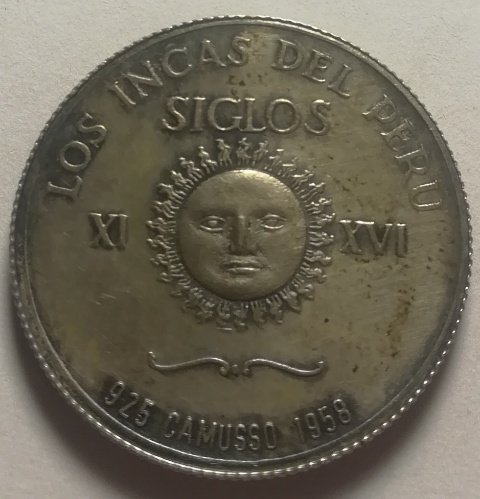 LOS INCAS DEL PERU
SIGLOS
XI XVI
925 CAMUSSO 1958